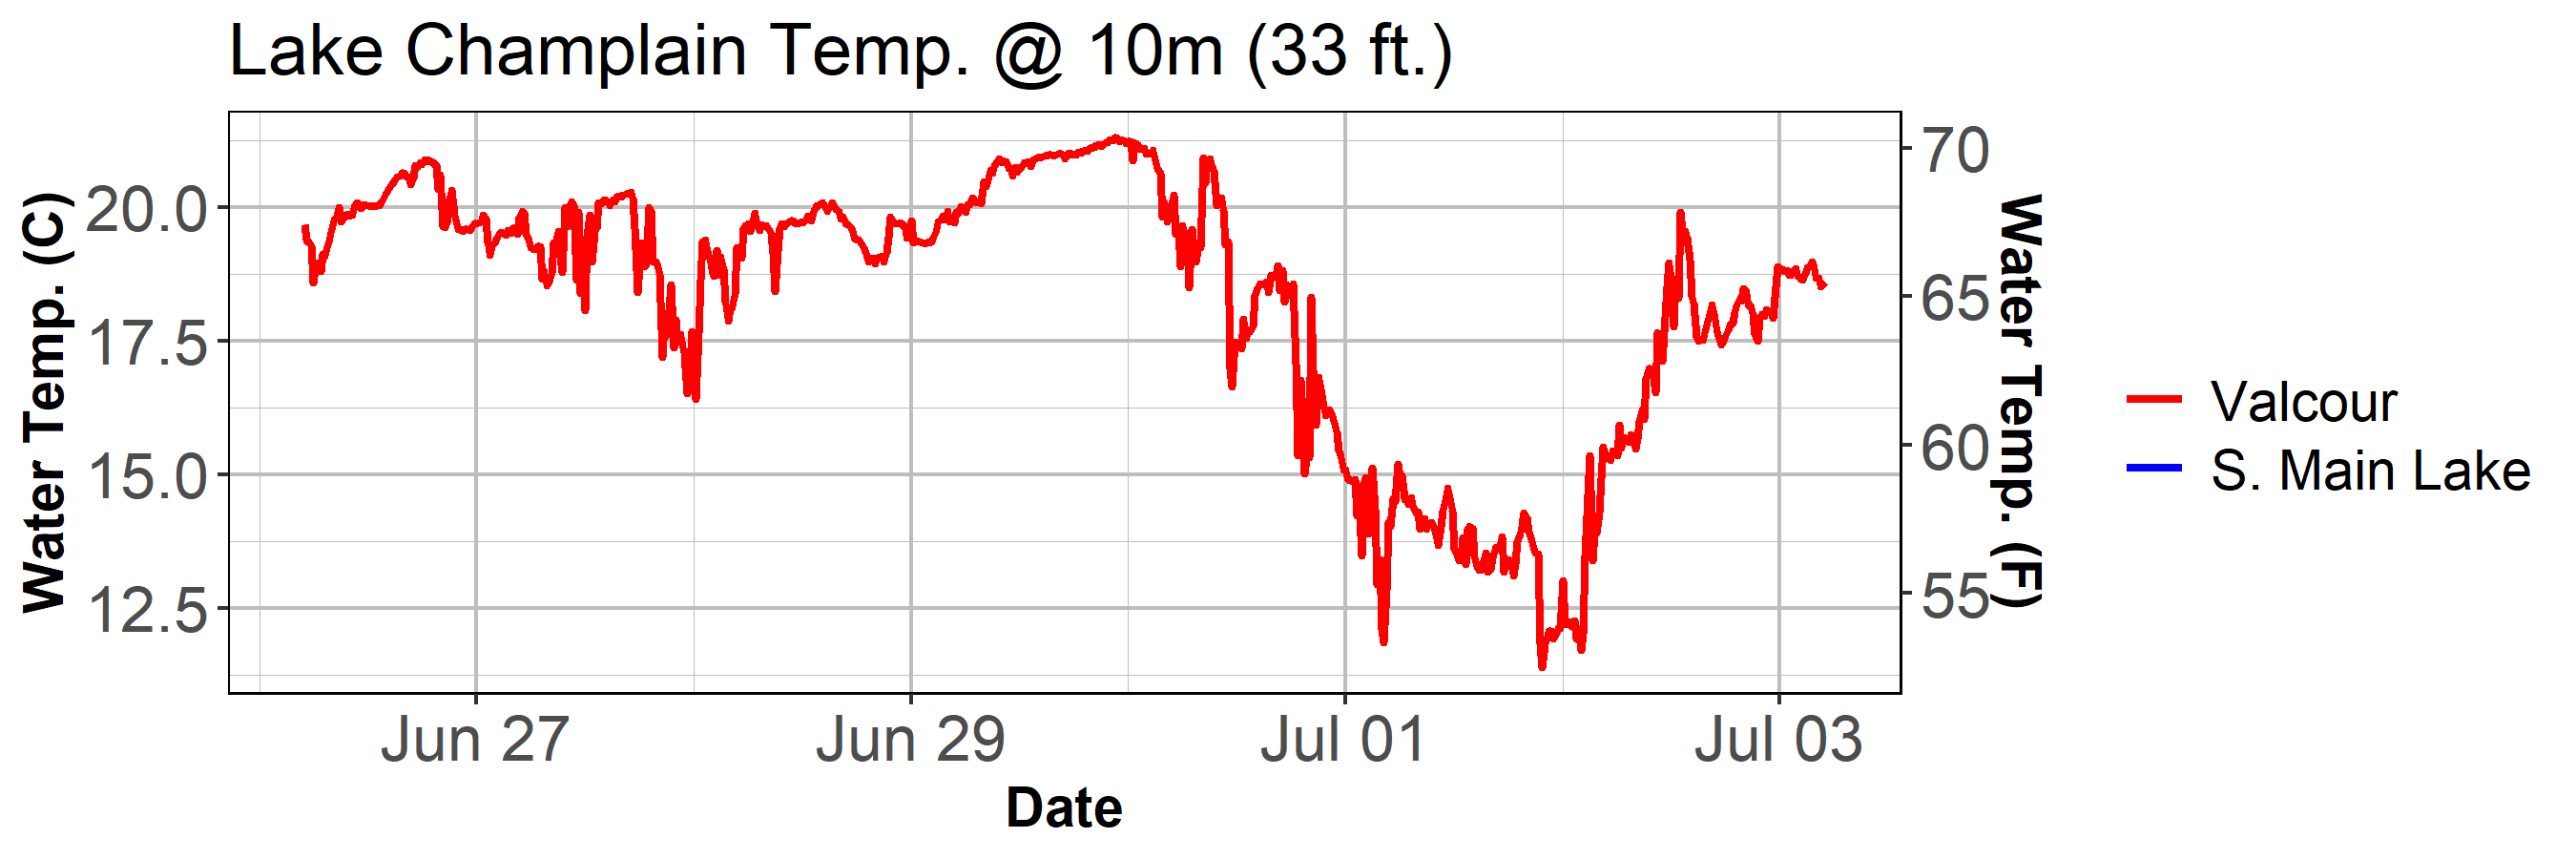 Lake Champlain Temp. @ 10m (33 ft.)
Water Temp. (C)
20.0
17.5
15.0
12.5
70
65
60
55
Water Temp. (F)
Jun 27
Jun 29
Jul 01
Jul 03
Date
Valcour
S. Main Lake